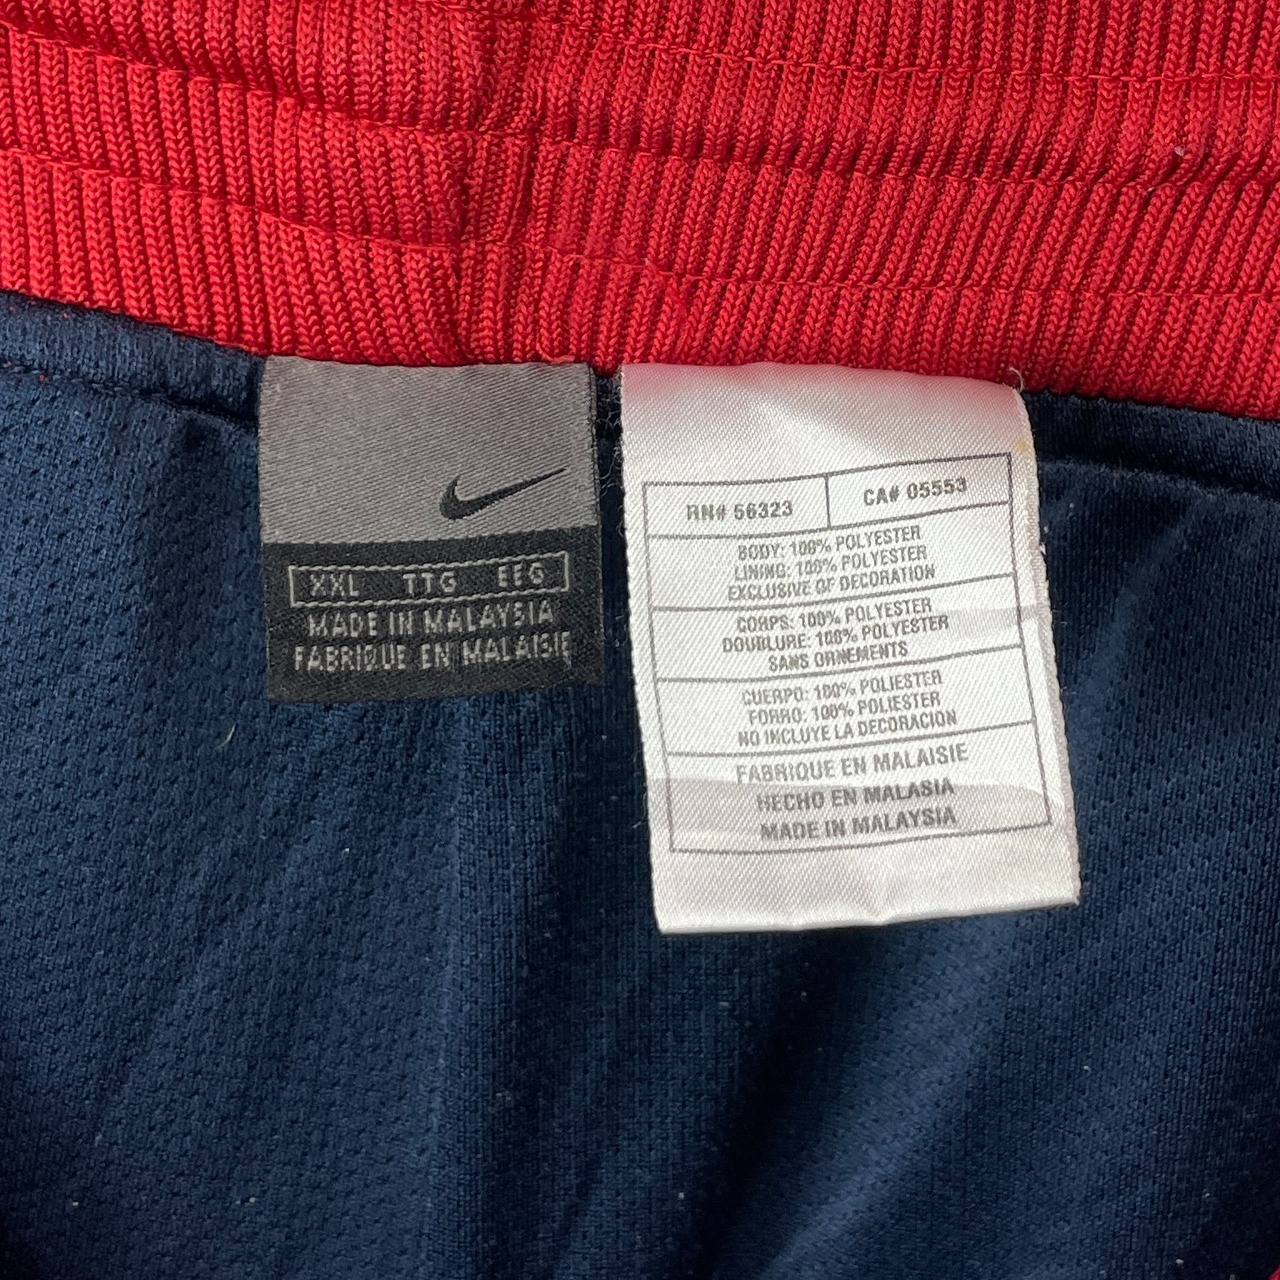 XXL TTG EEG
MADE IN MALAYSIA
FABRIQUE EN MALAISIE
RN# 56323
CA# 05553
BODY: 100% POLYESTER
LINING: 100% POLYESTER
EXCLUSIVE OF DECORATION
CORPS: 100% POLYESTER
DOUBLURE: 100% POLYESTER
SANS ORNEMENTS
CUERPO: 100% POLIESTER
FORRO: 100% POLIESTER
NO INCLUYE LA DECORACION
FABRIQUE EN MALAISIE
HECHO EN MALASIA
MADE IN MALAYSIA